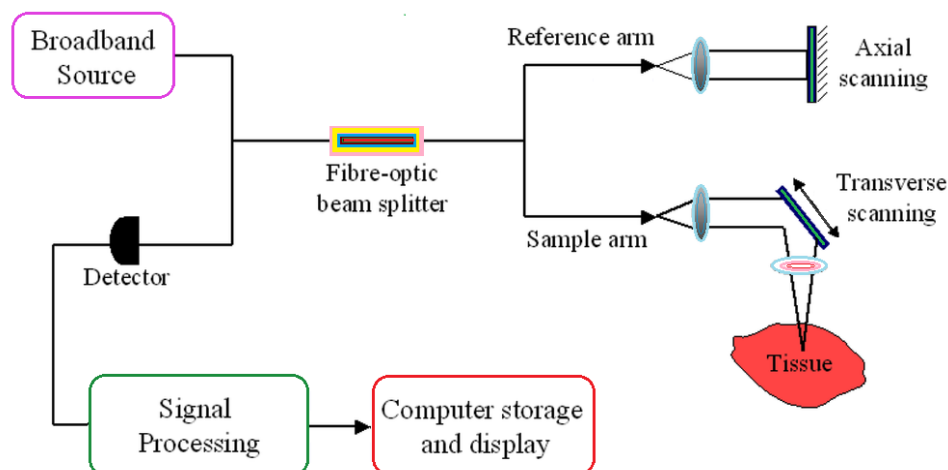 Broadband
Source
Reference arm
Axial
scanning
Fibre-optic
beam splitter
Transverse
scanning
Sample arm
Detector
Tissue
Signal
Processing
Computer storage
and display